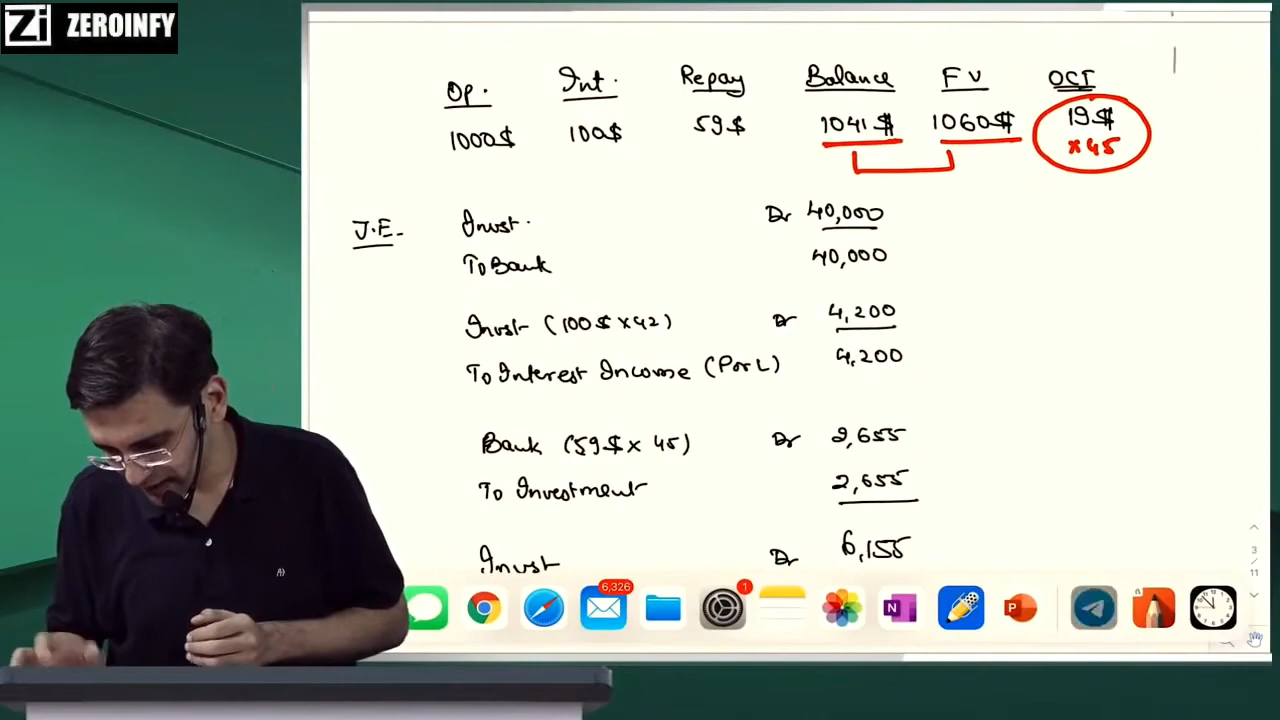 Zi ZEROINFY
Op. Int. Repay Balance FV OCI
1000$ 100$ 59$ 1041$ 1060$ 19$
×45
J.E. Invst. Dr 40,000
To Bank 40,000
Invst (100$ × 42) Dr 4,200
To Interest Income (P or L) 4,200
Bank (59$ × 45) Dr 2,655
To Investment 2,655
Invst Dr 6,155
3
/
11
6,326
1
N
P